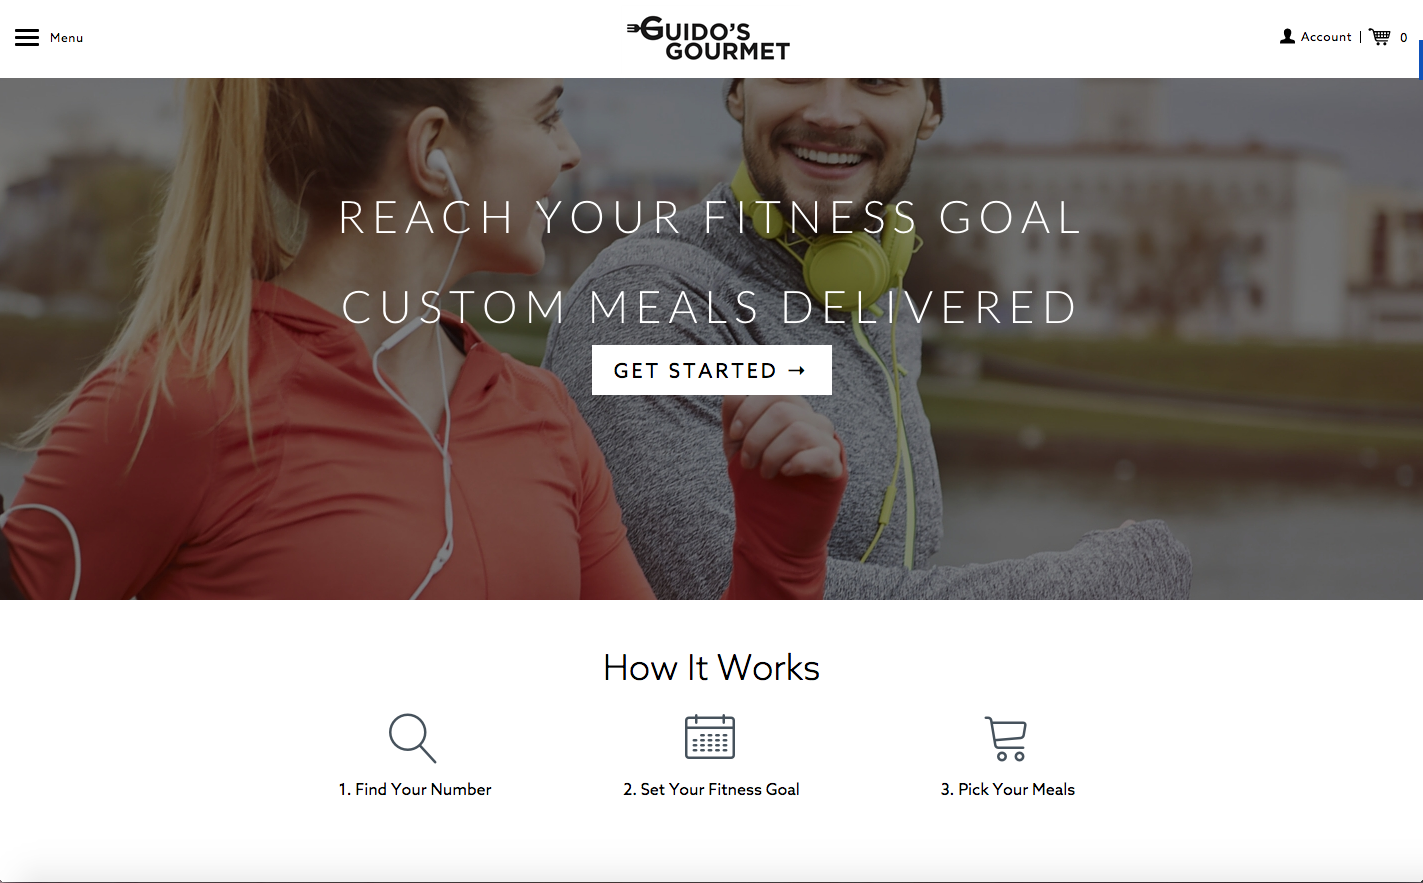 Menu
GUIDO'S
GOURMET
Account | 0
REACH YOUR FITNESS GOAL
CUSTOM MEALS DELIVERED
GET STARTED →
How It Works
1. Find Your Number
2. Set Your Fitness Goal
3. Pick Your Meals